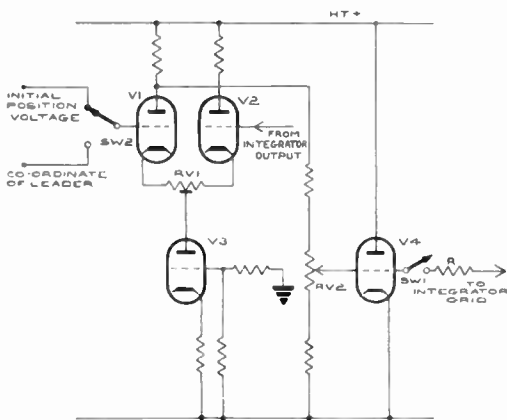 HT +
INITIAL
POSITION
VOLTAGE
SW2
CO-ORDINATE
OF LEADER
V1
V2
FROM
INTEGRATOR
OUTPUT
RV1
V3
RV2
V4
SW1
R
TO
INTEGRATOR
GRID